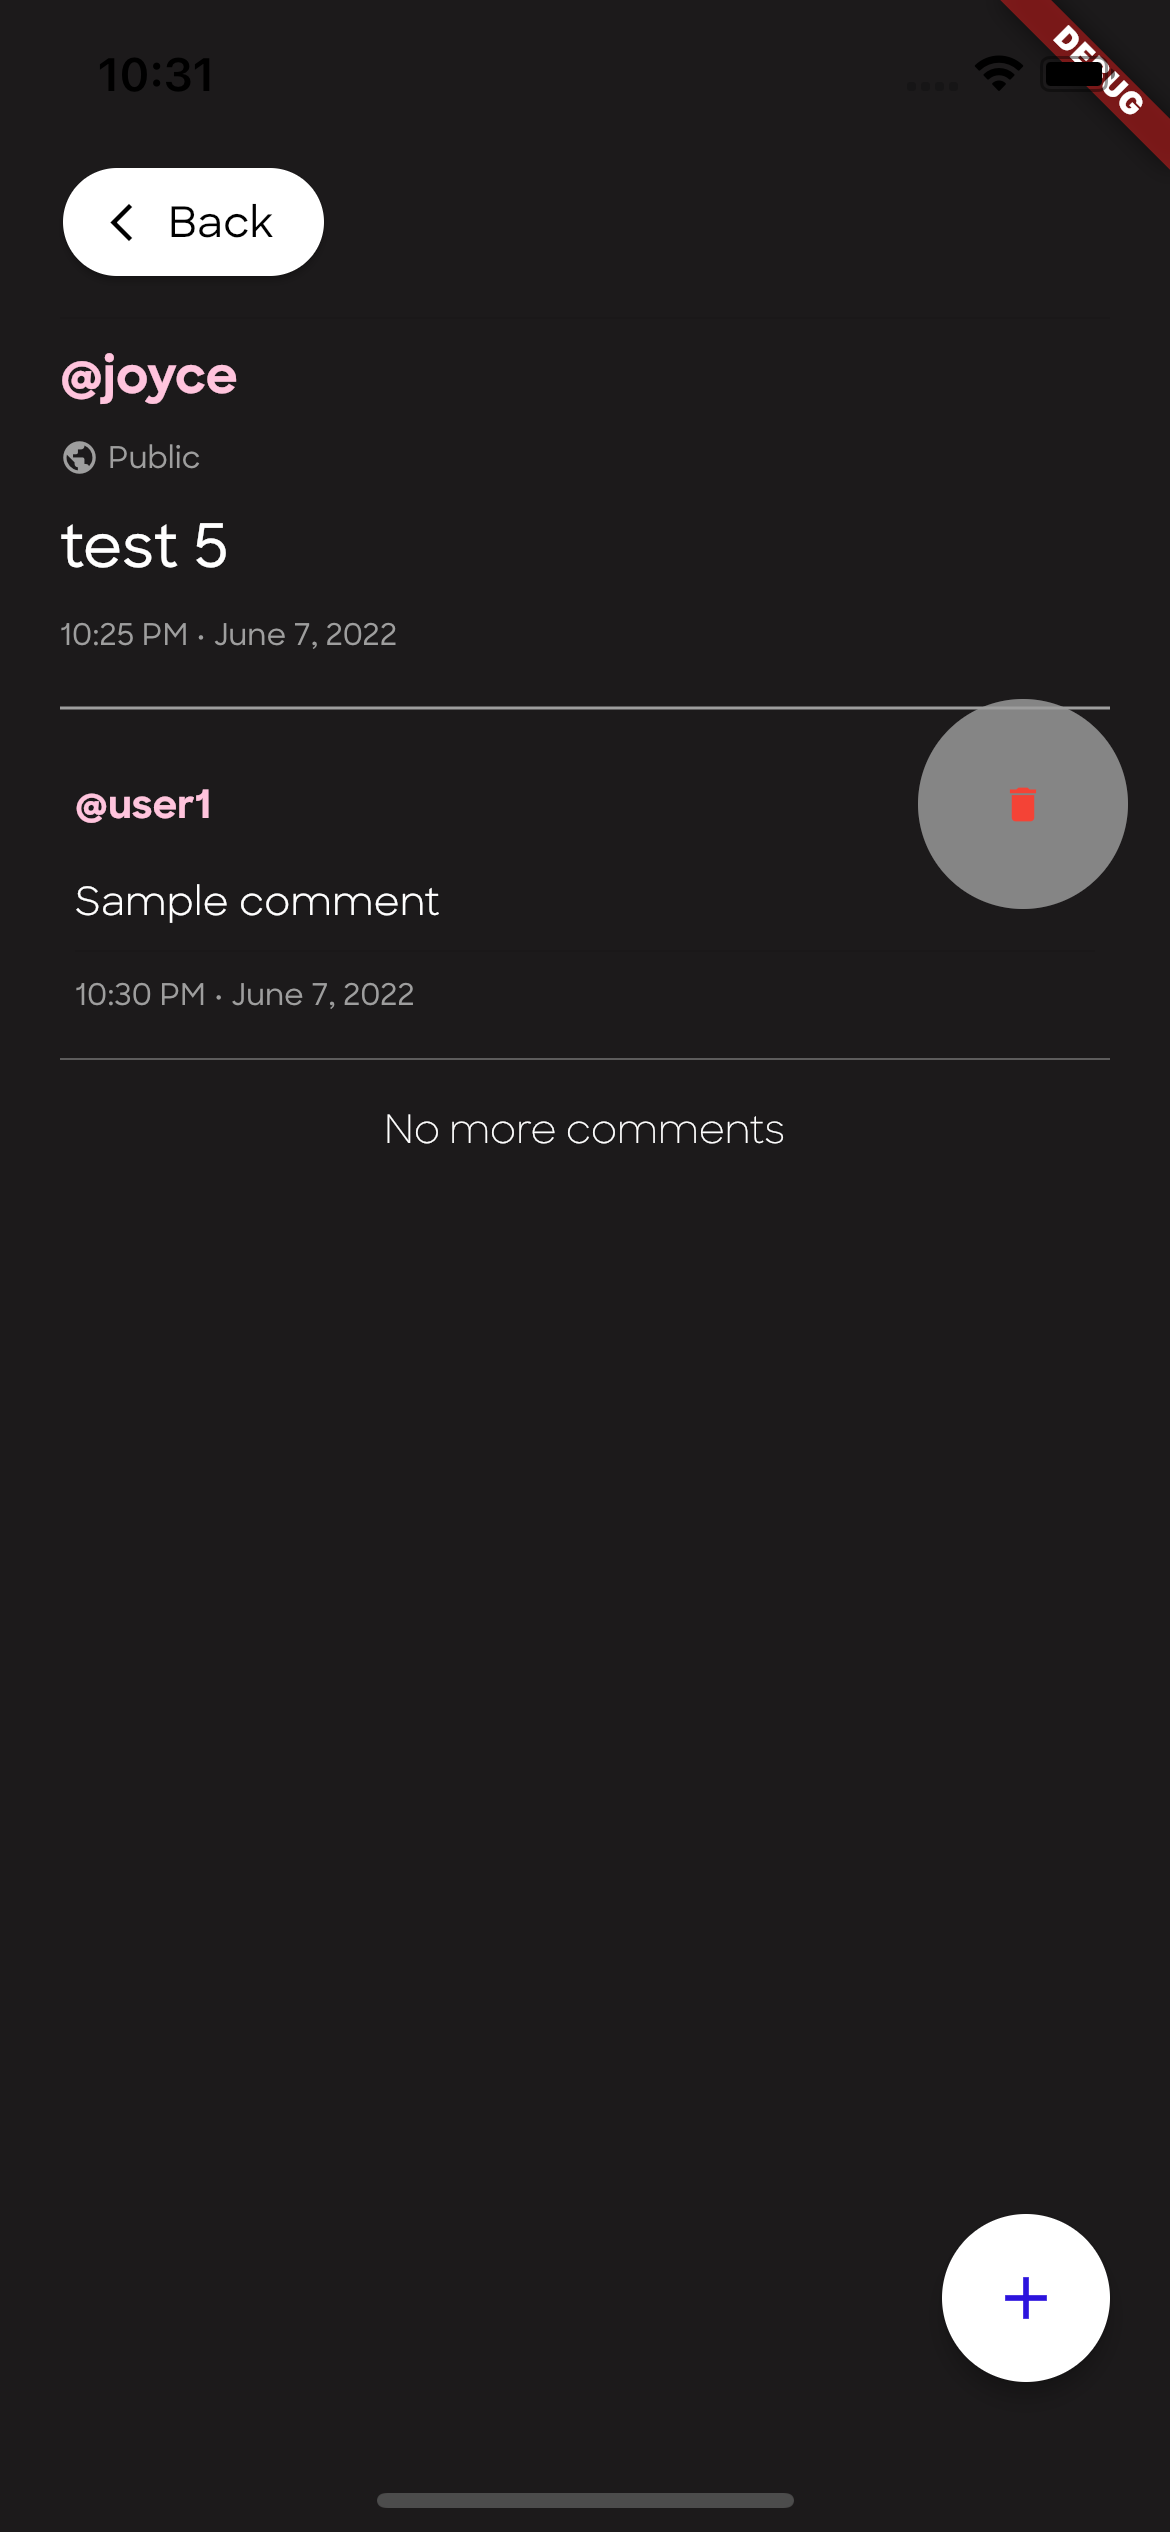 10:31
DEBUG
Back
@joyce
Public
test 5
10:25 PM · June 7, 2022
@user1
Sample comment
10:30 PM · June 7, 2022
No more comments